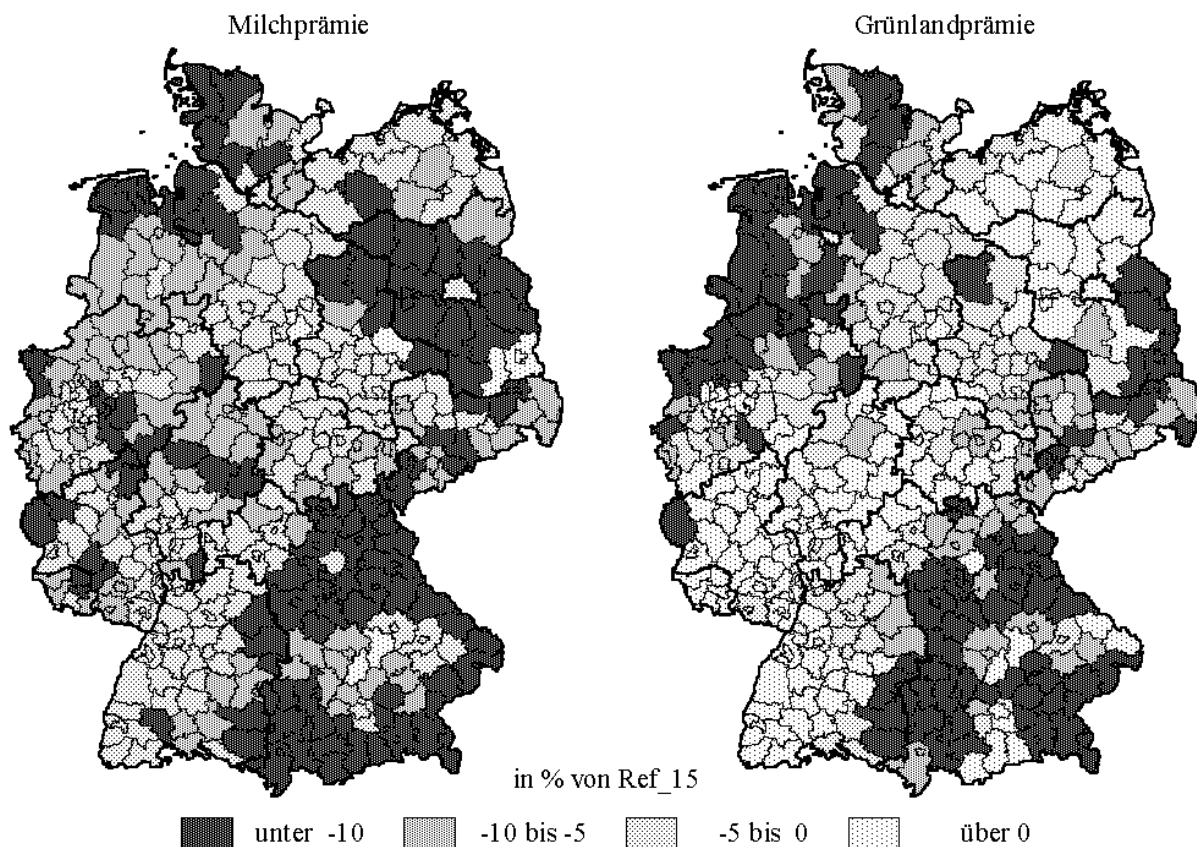 Milchprämie
Grünlandprämie
in % von Ref_15
unter -10
-10 bis -5
-5 bis 0
über 0